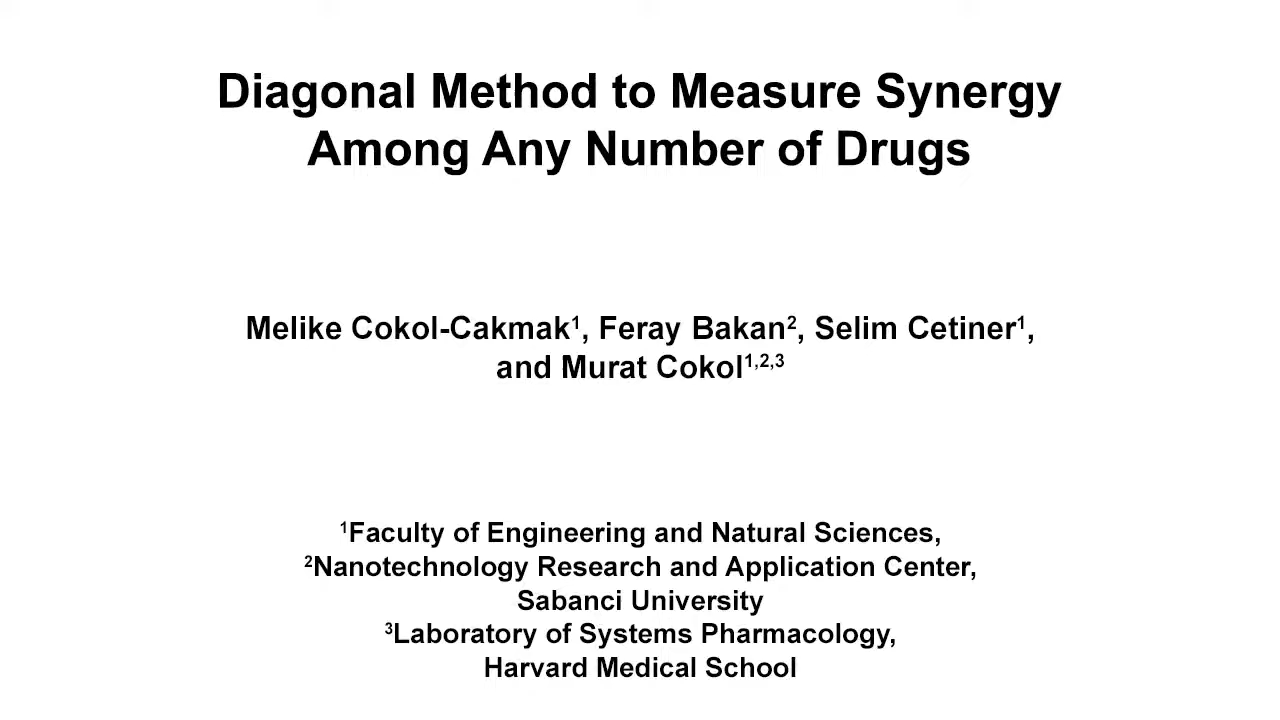 Diagonal Method to Measure Synergy
Among Any Number of Drugs
Melike Cokol-Cakmak¹, Feray Bakan², Selim Cetiner¹,
and Murat Cokol¹,²,³
¹Faculty of Engineering and Natural Sciences,
²Nanotechnology Research and Application Center,
Sabanci University
³Laboratory of Systems Pharmacology,
Harvard Medical School